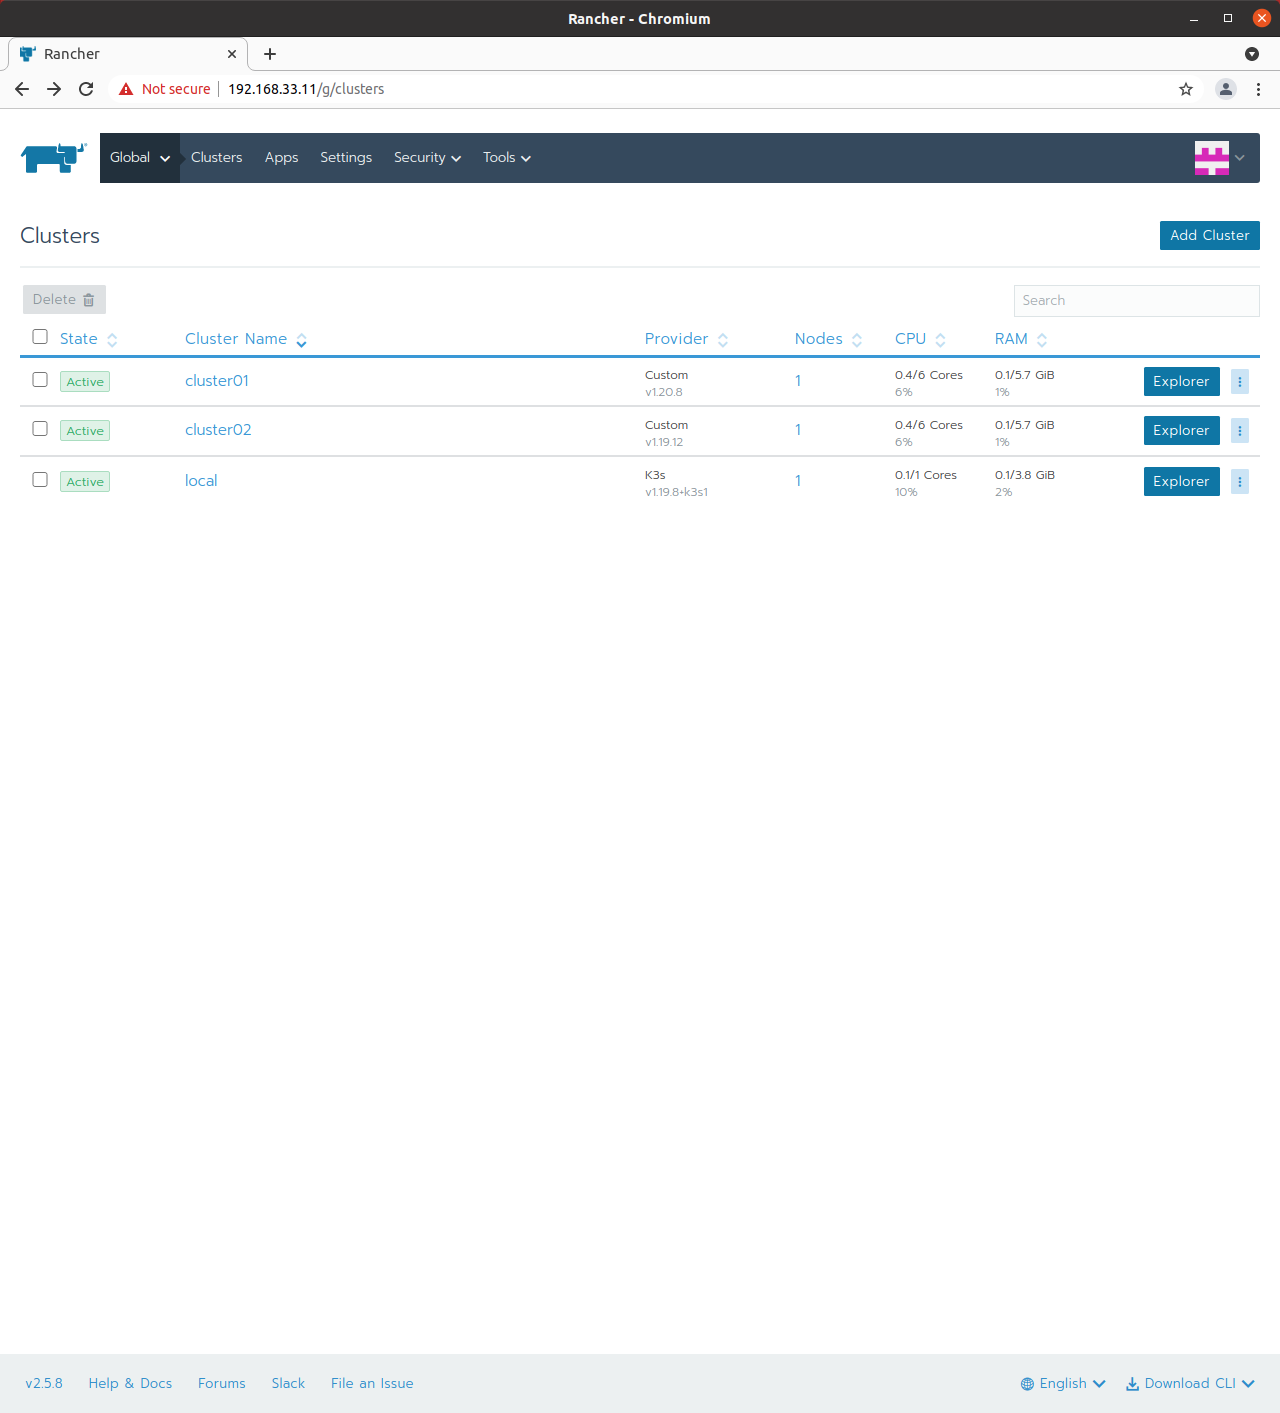 Rancher - Chromium
Rancher
Not secure 192.168.33.11/g/clusters
Global Clusters Apps Settings Security Tools
Clusters Add Cluster
Delete Search
State Cluster Name Provider Nodes CPU RAM
Active cluster01 Custom 1 0.4/6 Cores 0.1/5.7 GiB Explorer
v1.20.8 6% 1%
Active cluster02 Custom 1 0.4/6 Cores 0.1/5.7 GiB Explorer
v1.19.12 6% 1%
Active local K3s 1 0.1/1 Cores 0.1/3.8 GiB Explorer
v1.19.8+k3s1 10% 2%
v2.5.8 Help & Docs Forums Slack File an Issue English Download CLI